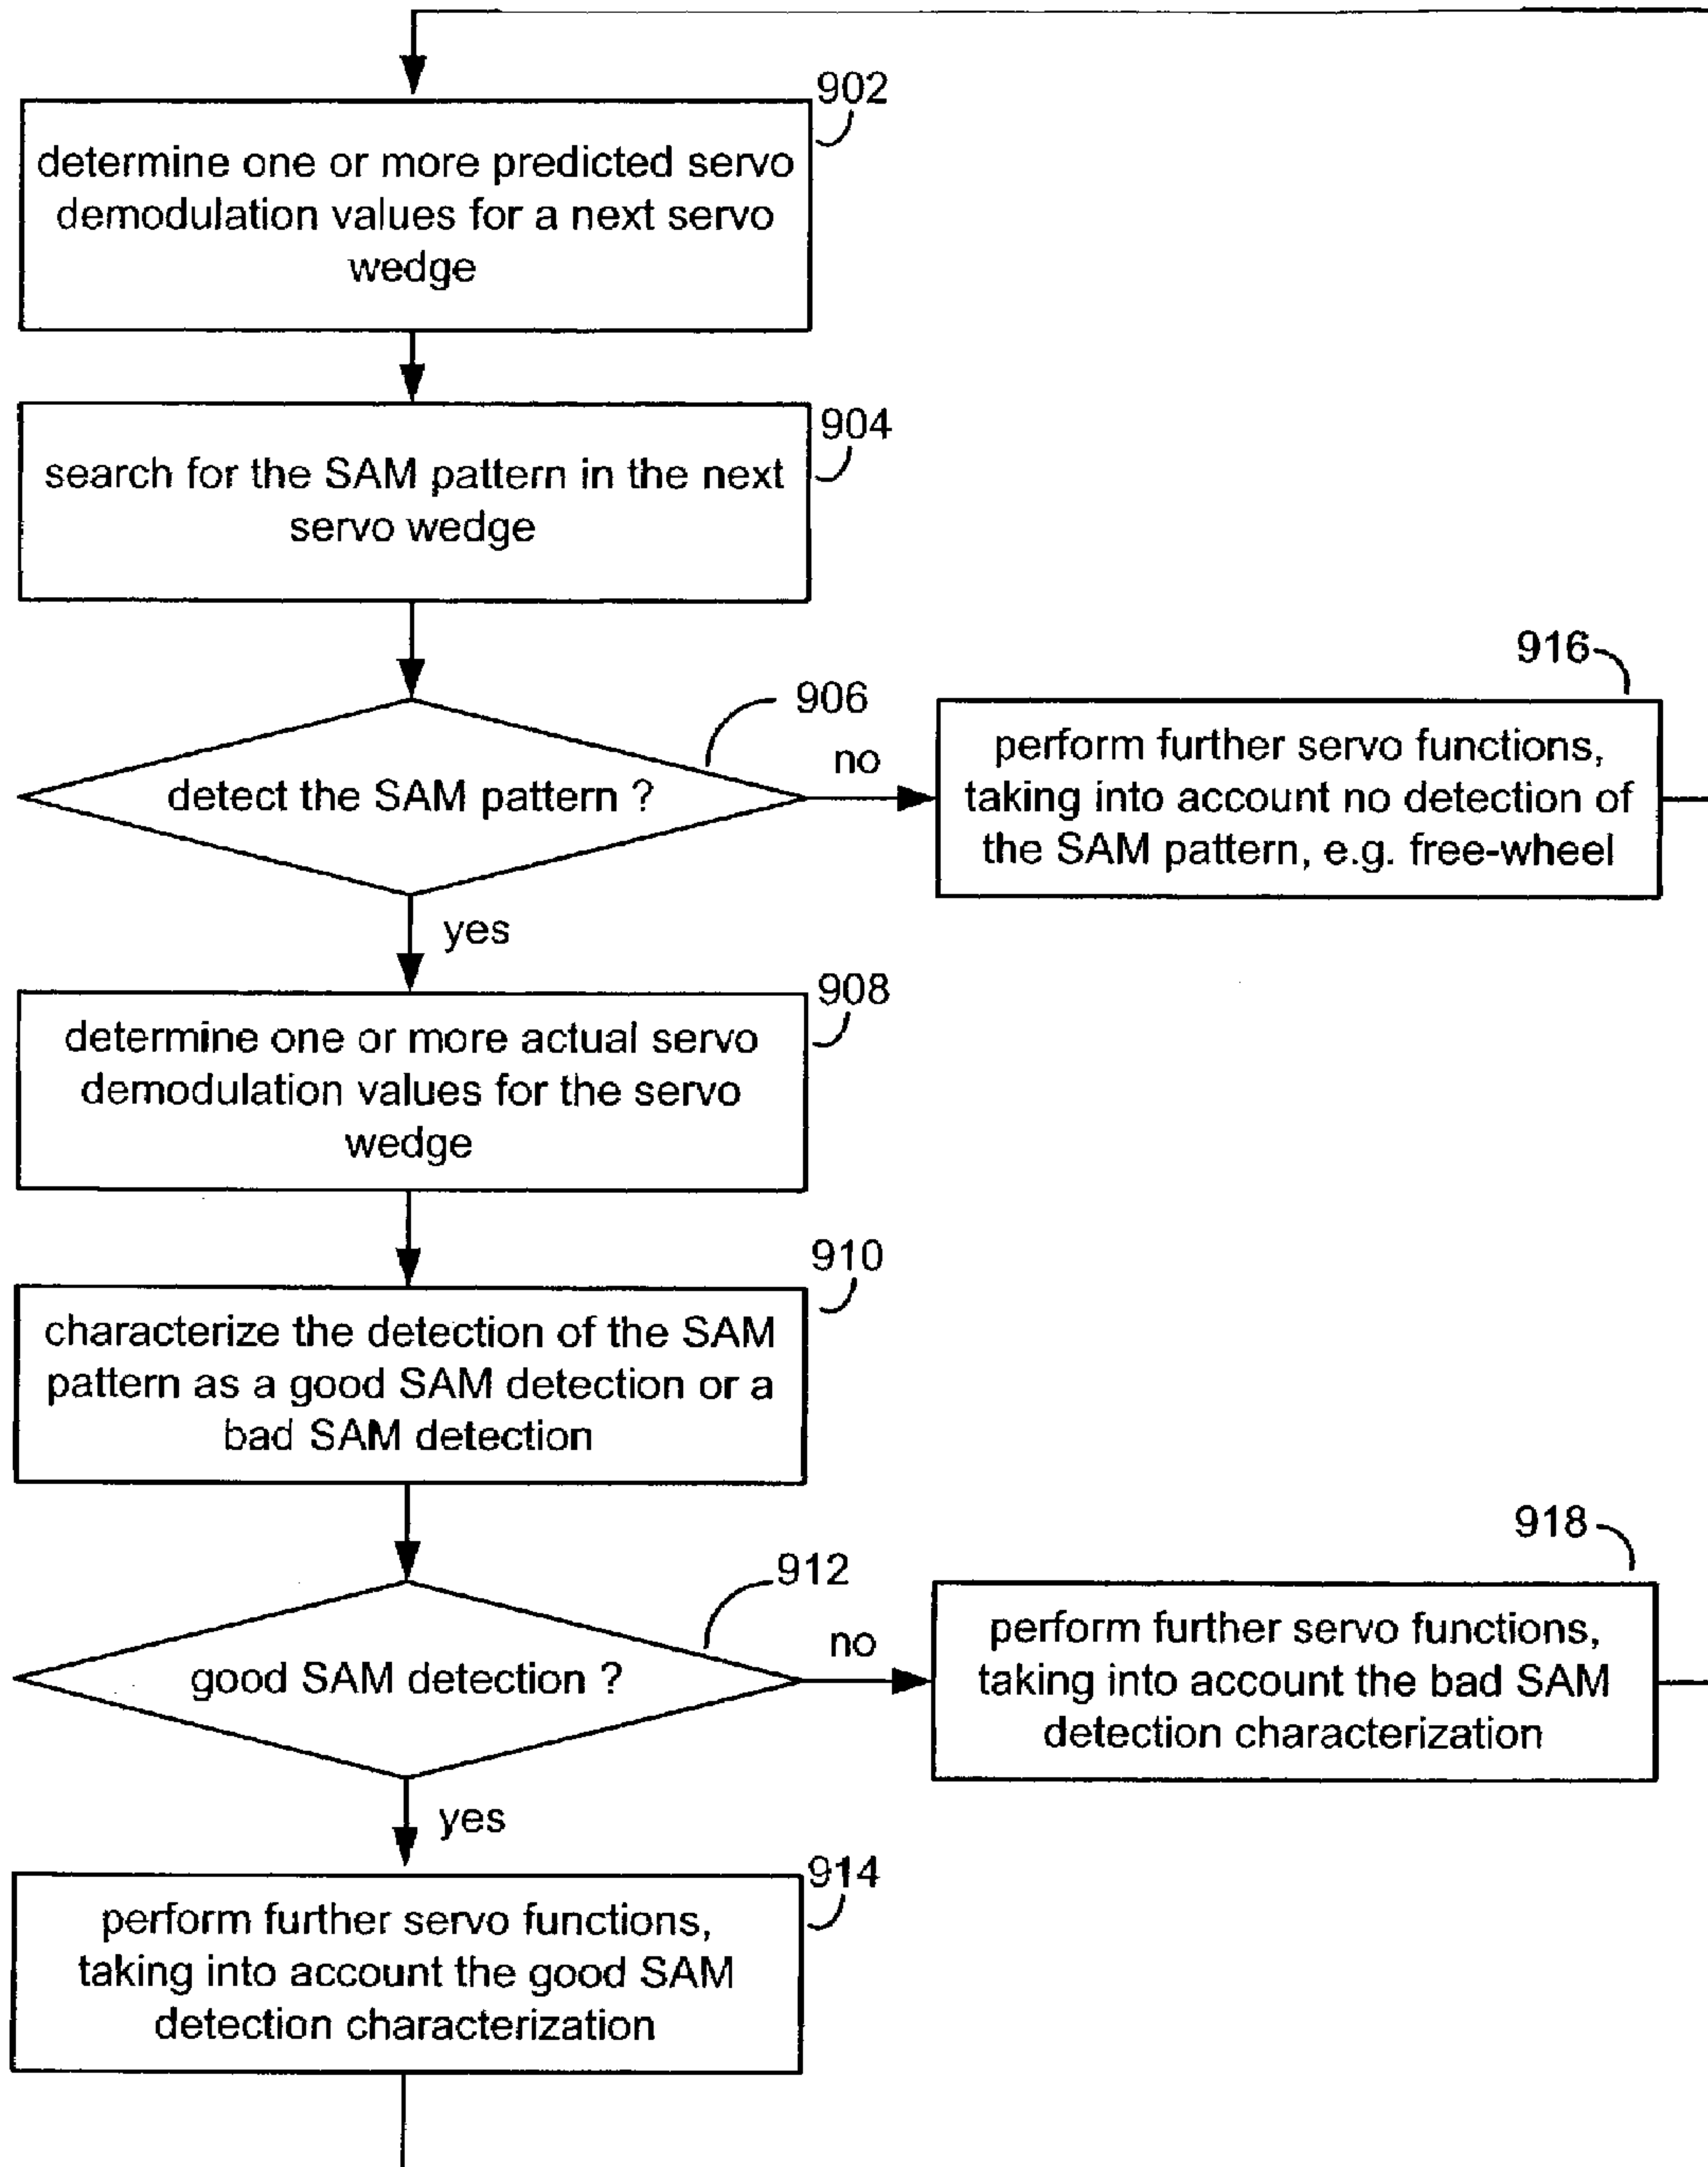 902
determine one or more predicted servo
demodulation values for a next servo
wedge
904
search for the SAM pattern in the next
servo wedge
906
detect the SAM pattern ?
no
916
perform further servo functions,
taking into account no detection of
the SAM pattern, e.g. free-wheel
yes
908
determine one or more actual servo
demodulation values for the servo
wedge
910
characterize the detection of the SAM
pattern as a good SAM detection or a
bad SAM detection
912
good SAM detection ?
no
918
perform further servo functions,
taking into account the bad SAM
detection characterization
yes
914
perform further servo functions,
taking into account the good SAM
detection characterization